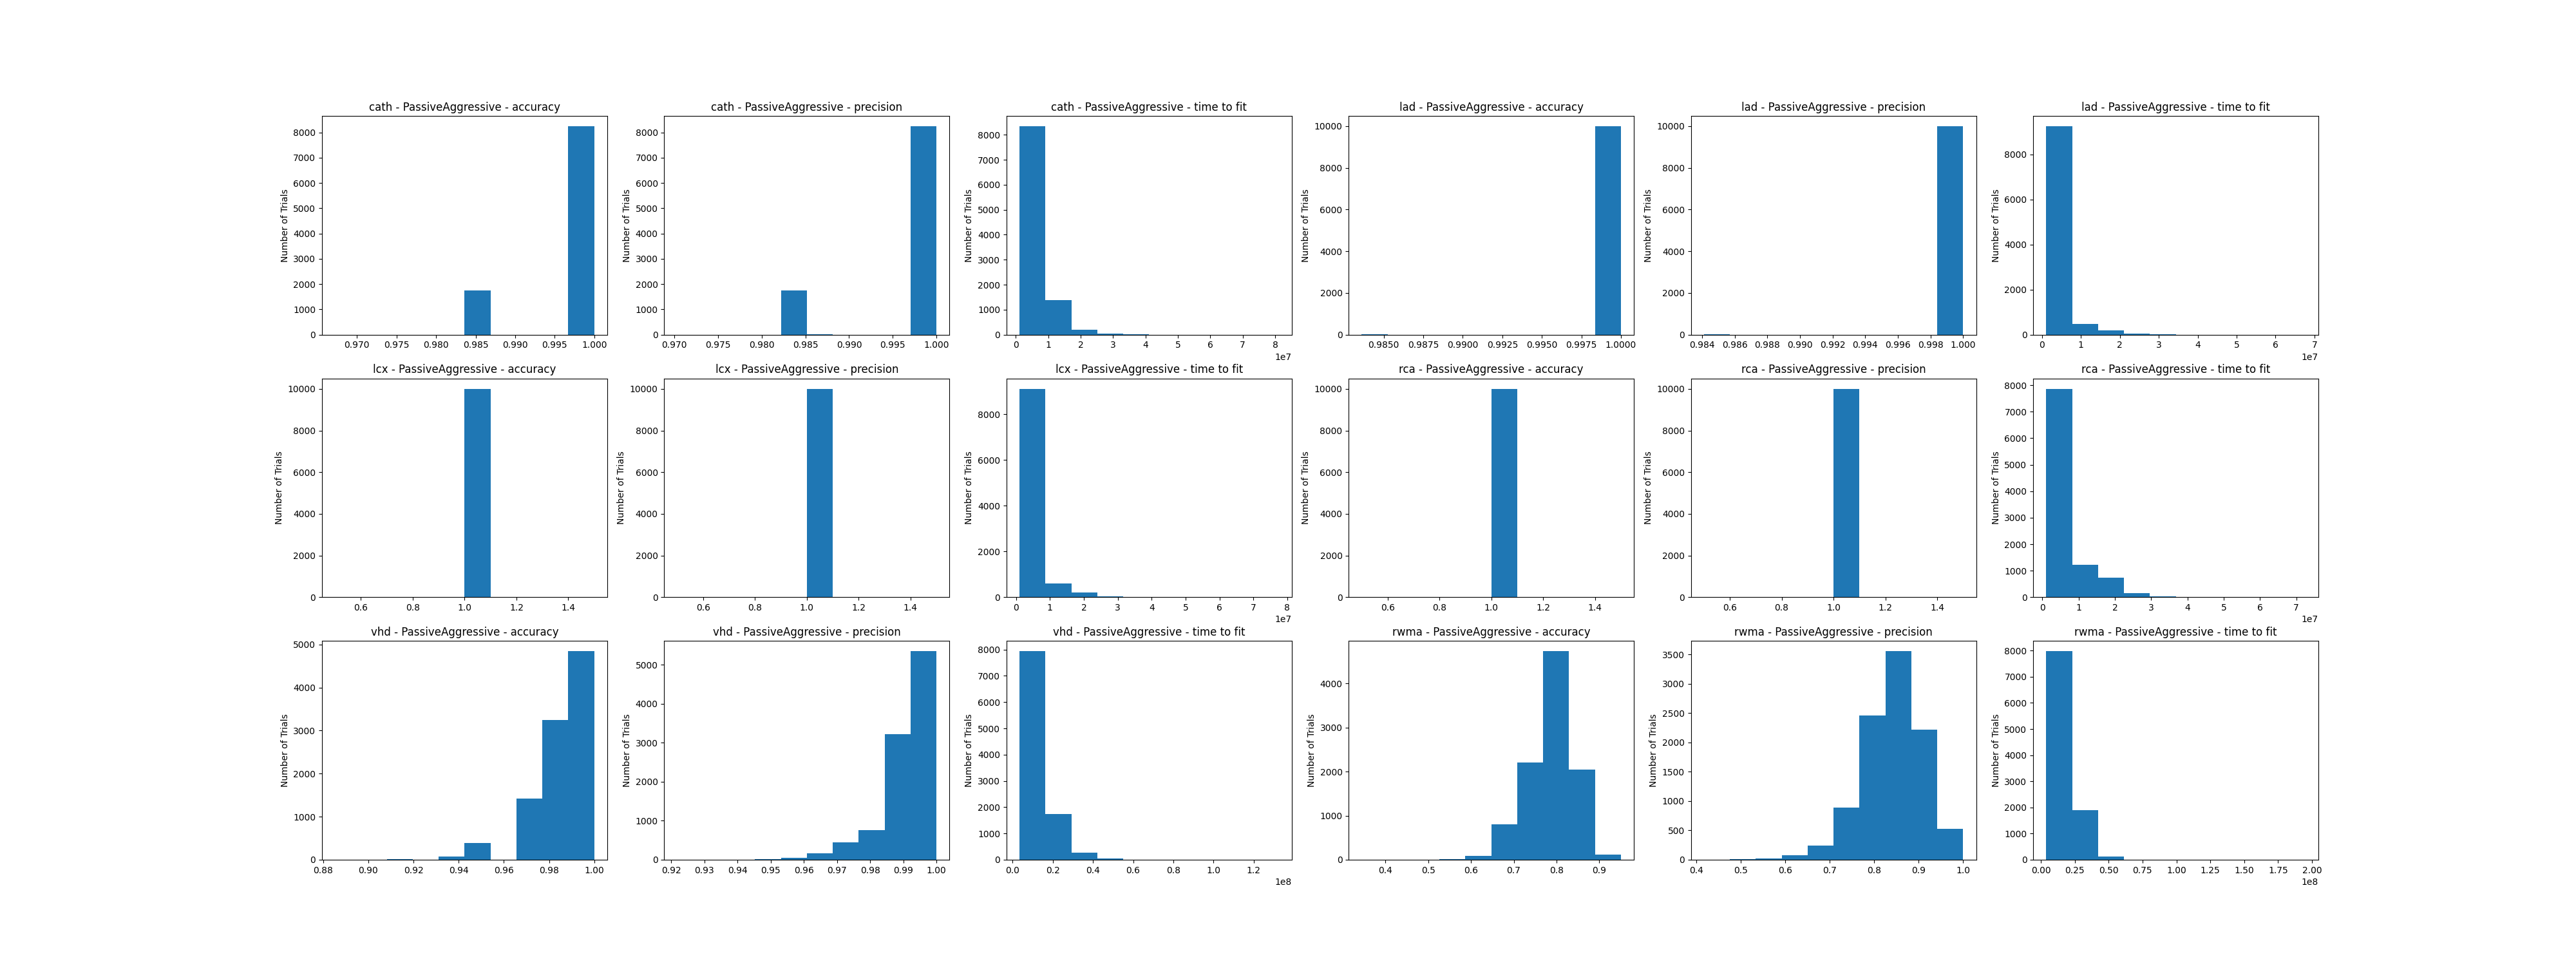 cath - PassiveAggressive - accuracy
Number of Trials
8000
7000
6000
5000
4000
3000
2000
1000
0
0.970 0.975 0.980 0.985 0.990 0.995 1.000
cath - PassiveAggressive - precision
Number of Trials
8000
7000
6000
5000
4000
3000
2000
1000
0
0.970 0.975 0.980 0.985 0.990 0.995 1.000
cath - PassiveAggressive - time to fit
Number of Trials
8000
7000
6000
5000
4000
3000
2000
1000
0
0 1 2 3 4 5 6 7 8
1e7
lad - PassiveAggressive - accuracy
Number of Trials
10000
8000
6000
4000
2000
0
0.9850 0.9875 0.9900 0.9925 0.9950 0.9975 1.0000
lad - PassiveAggressive - precision
Number of Trials
10000
8000
6000
4000
2000
0
0.984 0.986 0.988 0.990 0.992 0.994 0.996 0.998 1.000
lad - PassiveAggressive - time to fit
Number of Trials
8000
6000
4000
2000
0
0 1 2 3 4 5 6 7
1e7
lcx - PassiveAggressive - accuracy
Number of Trials
10000
8000
6000
4000
2000
0
0.6 0.8 1.0 1.2 1.4
lcx - PassiveAggressive - precision
Number of Trials
10000
8000
6000
4000
2000
0
0.6 0.8 1.0 1.2 1.4
lcx - PassiveAggressive - time to fit
Number of Trials
8000
6000
4000
2000
0
0 1 2 3 4 5 6 7 8
1e7
rca - PassiveAggressive - accuracy
Number of Trials
10000
8000
6000
4000
2000
0
0.6 0.8 1.0 1.2 1.4
rca - PassiveAggressive - precision
Number of Trials
10000
8000
6000
4000
2000
0
0.6 0.8 1.0 1.2 1.4
rca - PassiveAggressive - time to fit
Number of Trials
8000
7000
6000
5000
4000
3000
2000
1000
0
0 1 2 3 4 5 6 7
1e7
vhd - PassiveAggressive - accuracy
Number of Trials
5000
4000
3000
2000
1000
0
0.88 0.90 0.92 0.94 0.96 0.98 1.00
vhd - PassiveAggressive - precision
Number of Trials
5000
4000
3000
2000
1000
0
0.92 0.93 0.94 0.95 0.96 0.97 0.98 0.99 1.00
vhd - PassiveAggressive - time to fit
Number of Trials
8000
7000
6000
5000
4000
3000
2000
1000
0
0.0 0.2 0.4 0.6 0.8 1.0 1.2
1e8
rwma - PassiveAggressive - accuracy
Number of Trials
4000
3000
2000
1000
0
0.4 0.5 0.6 0.7 0.8 0.9
rwma - PassiveAggressive - precision
Number of Trials
3500
3000
2500
2000
1500
1000
500
0
0.4 0.5 0.6 0.7 0.8 0.9 1.0
rwma - PassiveAggressive - time to fit
Number of Trials
8000
7000
6000
5000
4000
3000
2000
1000
0
0.00 0.25 0.50 0.75 1.00 1.25 1.50 1.75 2.00
1e8